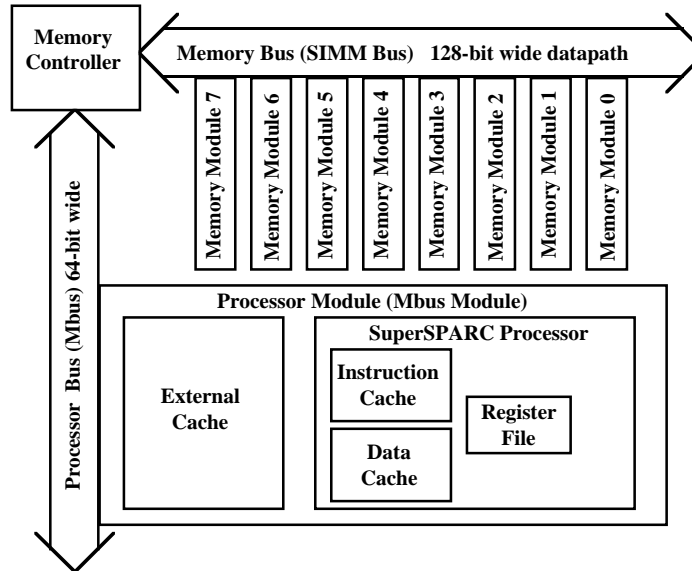 Memory
Controller
Memory Bus (SIMM Bus) 128-bit wide datapath
Memory Module 7
Memory Module 6
Memory Module 5
Memory Module 4
Memory Module 3
Memory Module 2
Memory Module 1
Memory Module 0
Processor Bus (Mbus) 64-bit wide
Processor Module (Mbus Module)
SuperSPARC Processor
External
Cache
Instruction
Cache
Data
Cache
Register
File